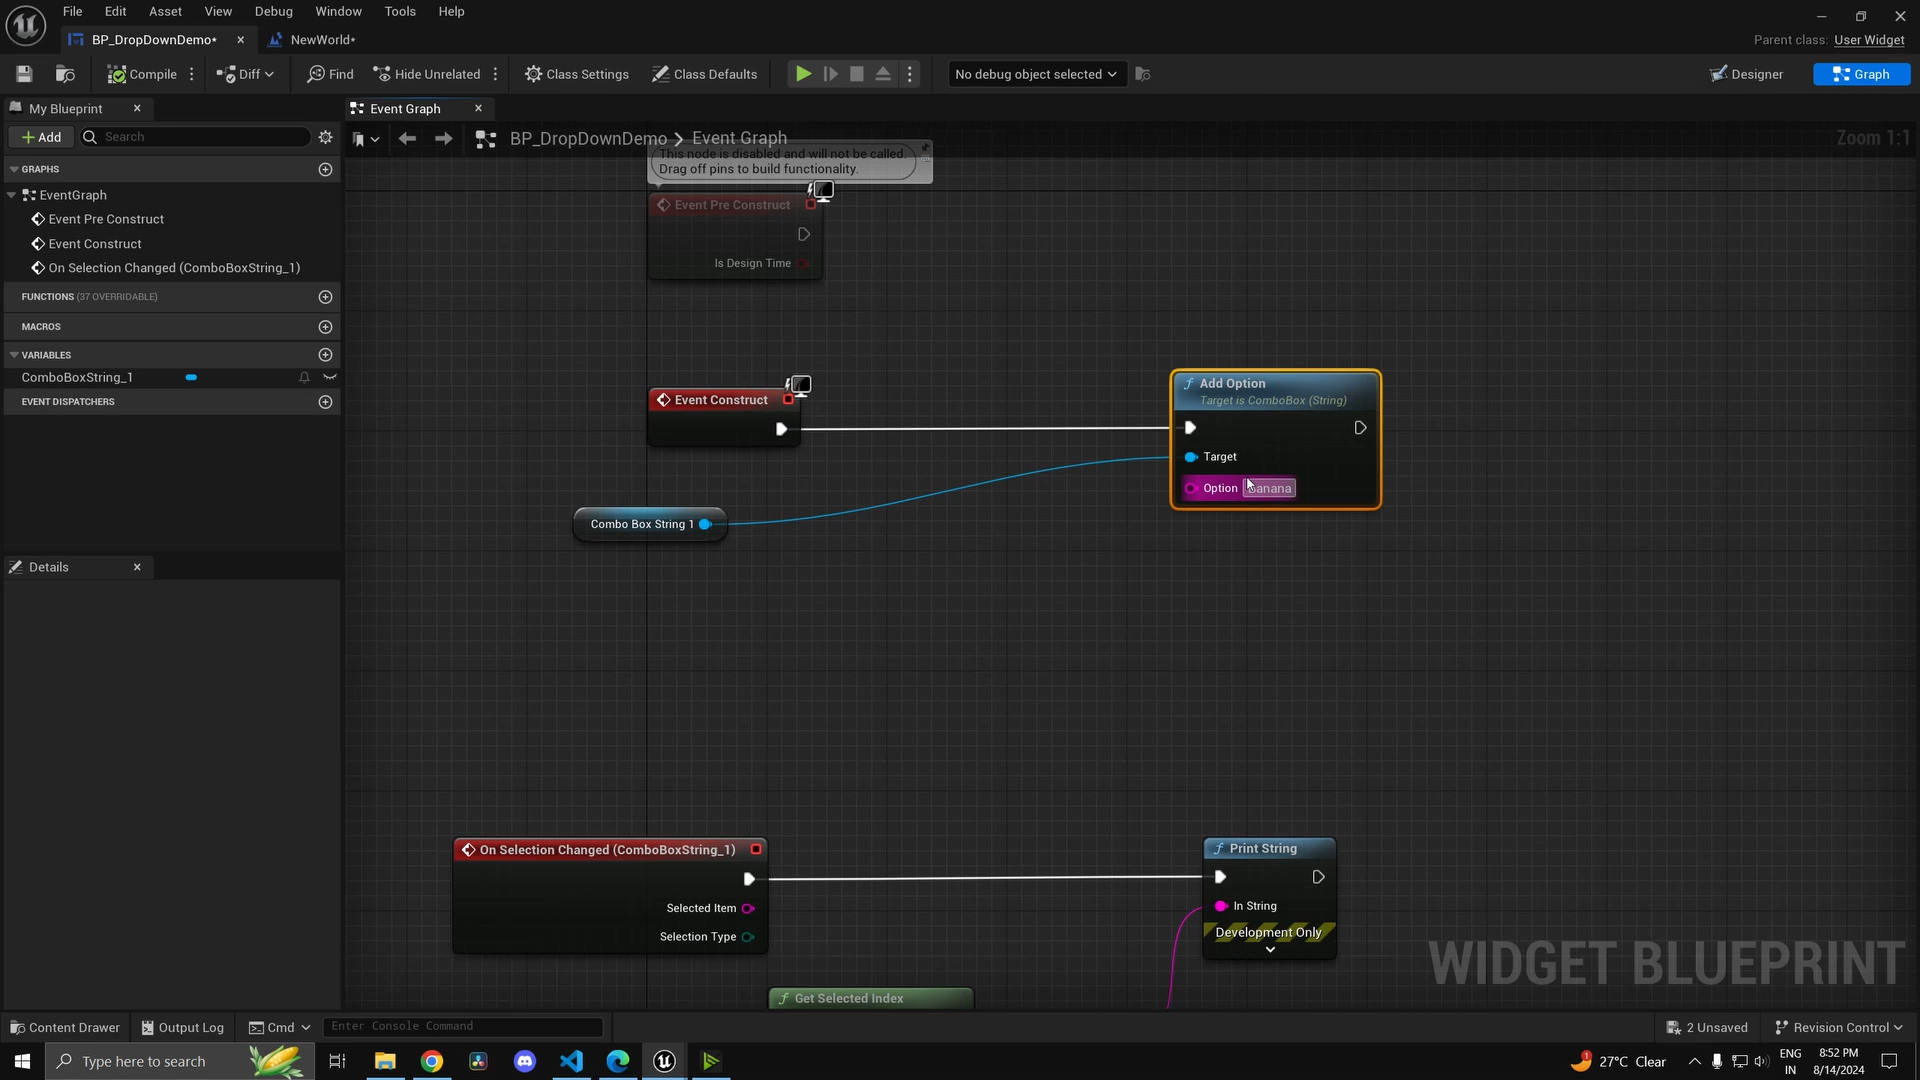 File Edit Asset View Debug Window Tools Help
BP_DropDownDemo* NewWorld*
Parent class: User Widget
Compile Diff Find Hide Unrelated Class Settings Class Defaults No debug object selected Designer Graph
My Blueprint
Event Graph
Add Search
BP_DropDownDemo > Event Graph
Zoom 1:1
GRAPHS
EventGraph
Event Pre Construct
Event Construct
On Selection Changed (ComboBoxString_1)
FUNCTIONS (37 OVERRIDABLE)
MACROS
VARIABLES
ComboBoxString_1
EVENT DISPATCHERS
Details
This node is disabled and will not be called.
Drag off pins to build functionality.
Event Pre Construct
Is Design Time
Event Construct
Combo Box String 1
f Add Option
Target is ComboBox (String)
Target
Option
On Selection Changed (ComboBoxString_1)
Selected Item
Selection Type
f Print String
In String
Development Only
f Get Selected Index
WIDGET BLUEPRINT
Content Drawer Output Log Cmd Enter Console Command 2 Unsaved Revision Control
Type here to search
1 27°C Clear
ENG
IN
8:52 PM
8/14/2024